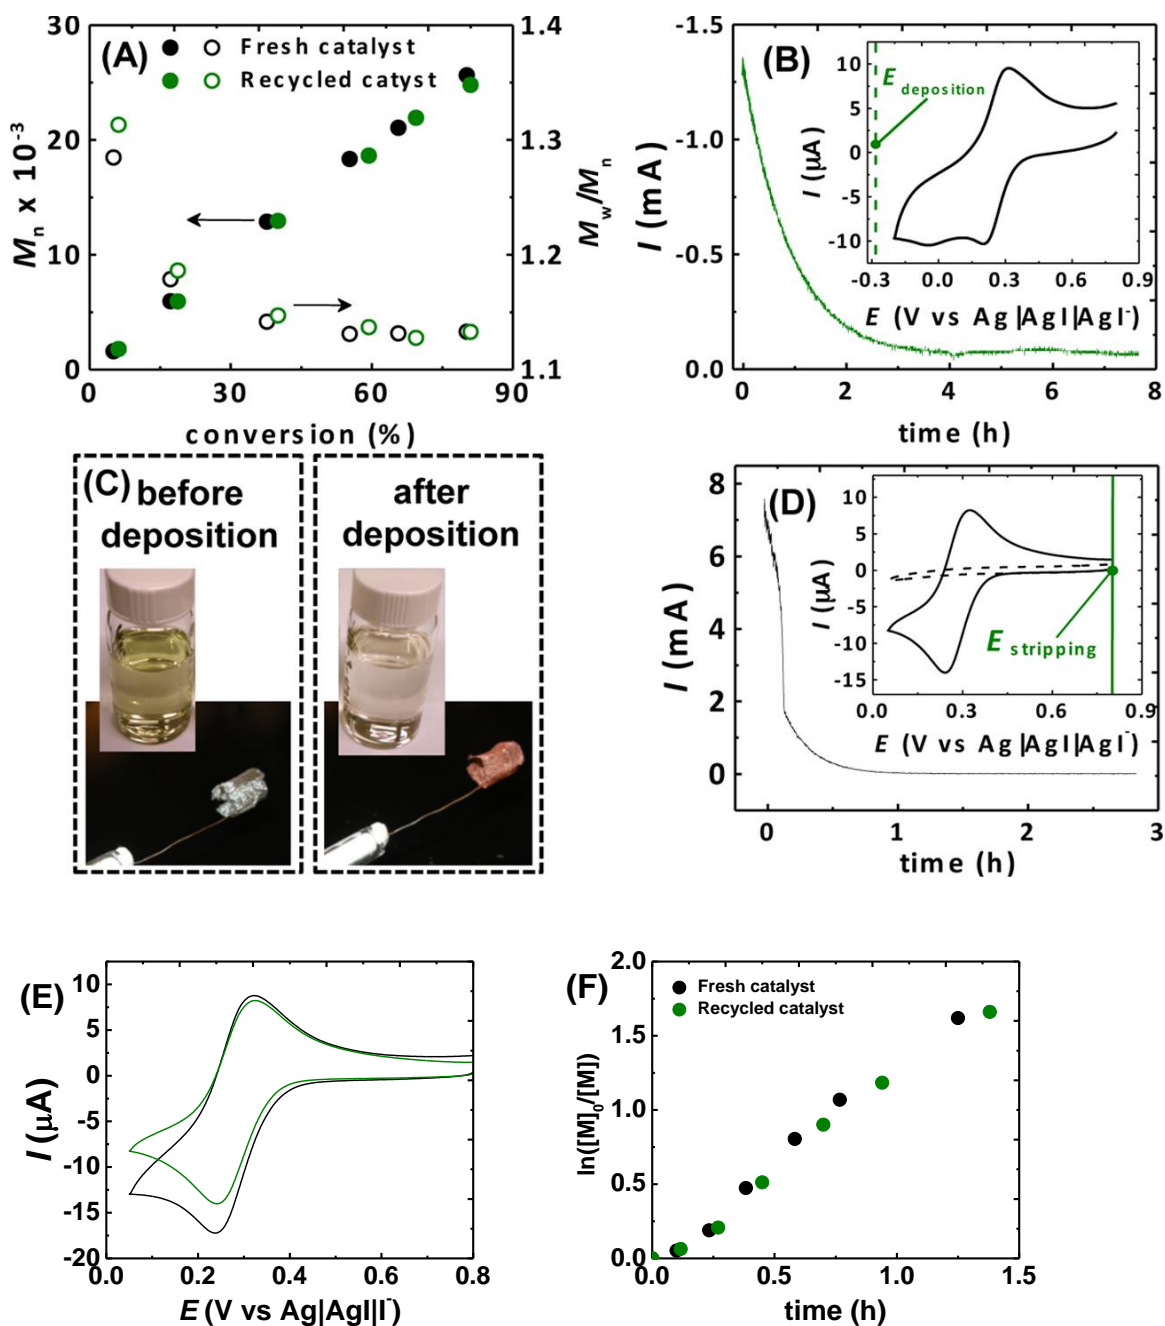 (A)
Fresh catalyst
Recycled catyst
30
20
10
0
Mn x 10-3
1.4
1.3
1.2
1.1
Mw/Mn
0 30 60 90
conversion (%)
(B)
-1.5
-1.0
-0.5
0.0
I (mA)
0 2 4 6 8
time (h)
E deposition
10
5
0
-5
-10
I (μA)
-0.3 0.0 0.3 0.6 0.9
E (V vs Ag|AgI|AgI-)
(C)
before
deposition
after
deposition
(D)
8
6
4
2
0
I (mA)
0 1 2 3
time (h)
10
5
0
-5
-10
-15
I (μA)
E stripping
0.0 0.3 0.6 0.9
E (V vs Ag|AgI|AgI-)
(E)
10
5
0
-5
-10
-15
-20
I (μA)
0.0 0.2 0.4 0.6 0.8
E (V vs Ag|AgI|I-)
(F)
Fresh catalyst
Recycled catalyst
2.0
1.5
1.0
0.5
0.0
ln([M]0/[M])
0.0 0.5 1.0 1.5
time (h)